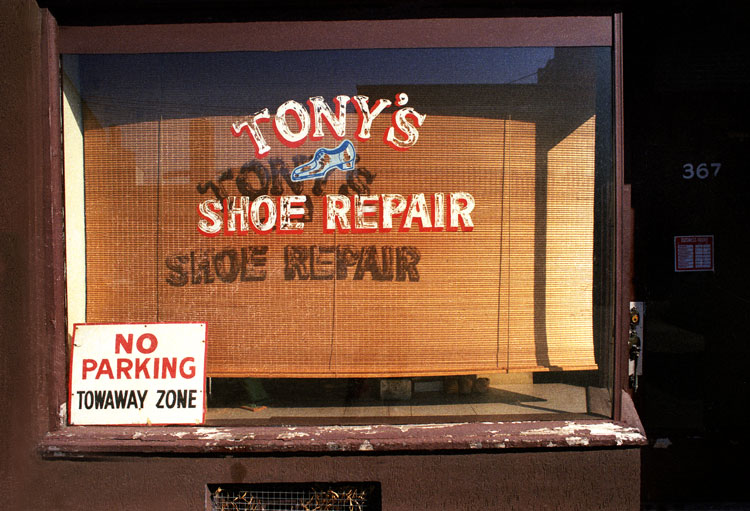 TONY'S
SHOE REPAIR
NO
PARKING
TOWAWAY ZONE
367